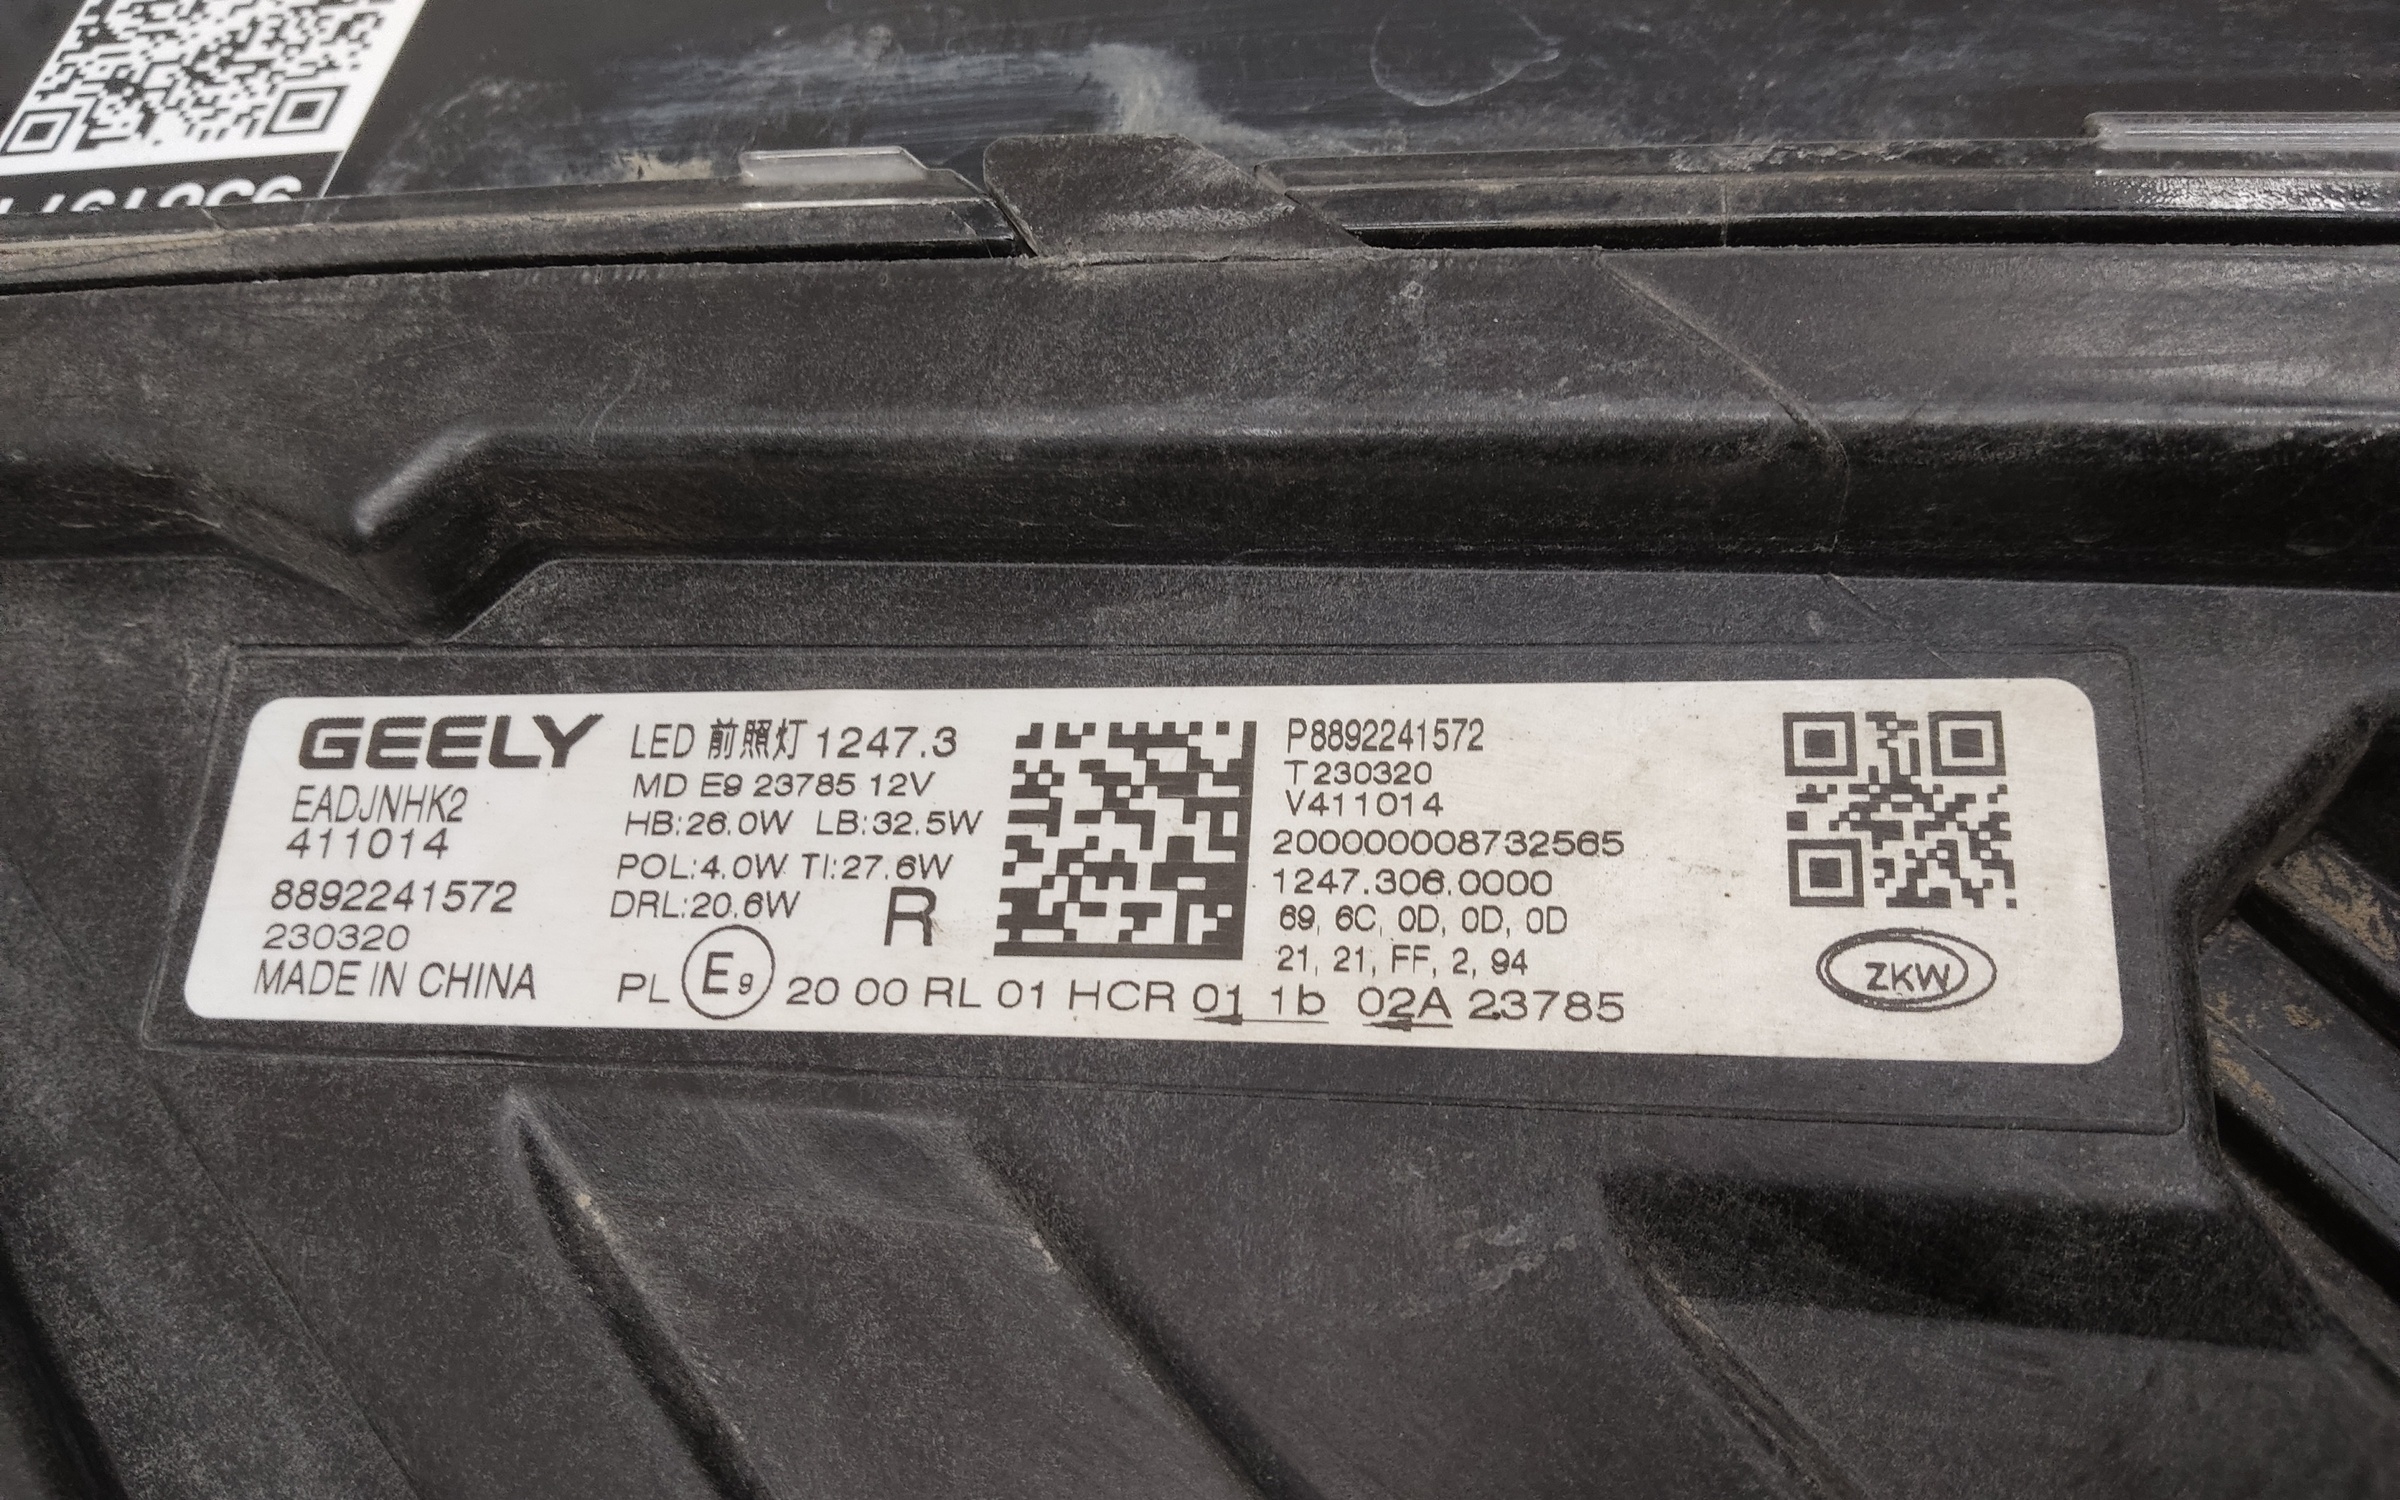 GEELY
EADJNHK2
411014
8892241572
230320
MADE IN CHINA
LED 前照灯 1247.3
MD E9 23785 12V
HB:26.0W LB:32.5W
POL:4.0W TI:27.6W
DRL:20.6W
R
PL E9 20 00 RL 01 HCR 01 1b 02A 23785
P8892241572
T230320
V411014
200000008732565
1247.306.0000
69, 6C, 0D, 0D, 0D
21, 21, FF, 2, 94
ZKW